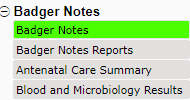 Badger Notes
Badger Notes
Badger Notes Reports
Antenatal Care Summary
Blood and Microbiology Results